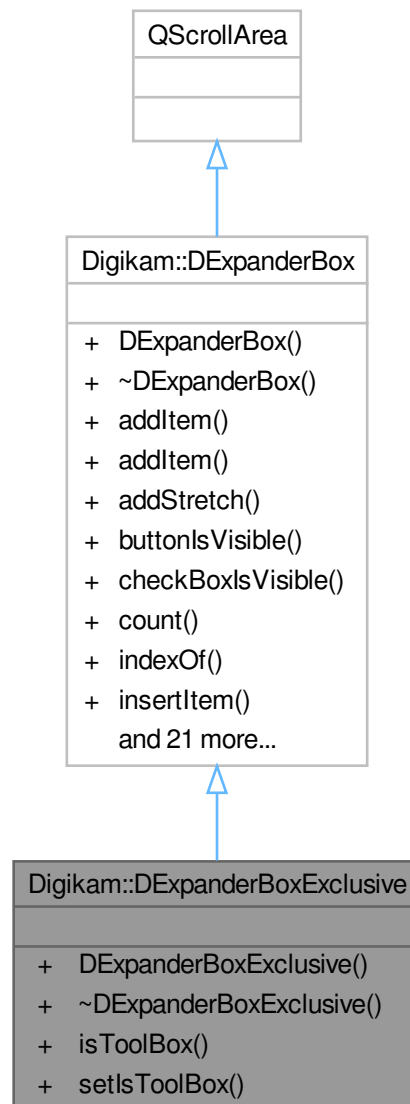 QScrollArea
Digikam::DExpanderBox
+ DExpanderBox()
+ ~DExpanderBox()
+ addItem()
+ addItem()
+ addStretch()
+ buttonIsVisible()
+ checkBoxIsVisible()
+ count()
+ indexOf()
+ insertItem()
and 21 more...
Digikam::DExpanderBoxExclusive
+ DExpanderBoxExclusive()
+ ~DExpanderBoxExclusive()
+ isToolBox()
+ setIsToolBox()